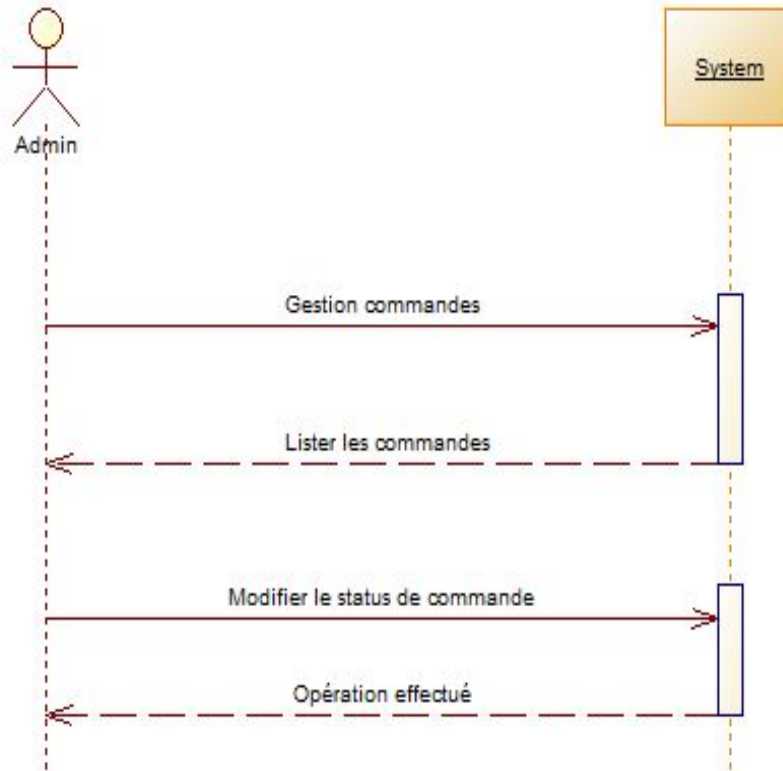 System
Admin
Gestion commandes
Lister les commandes
Modifier le status de commande
Opération effectué